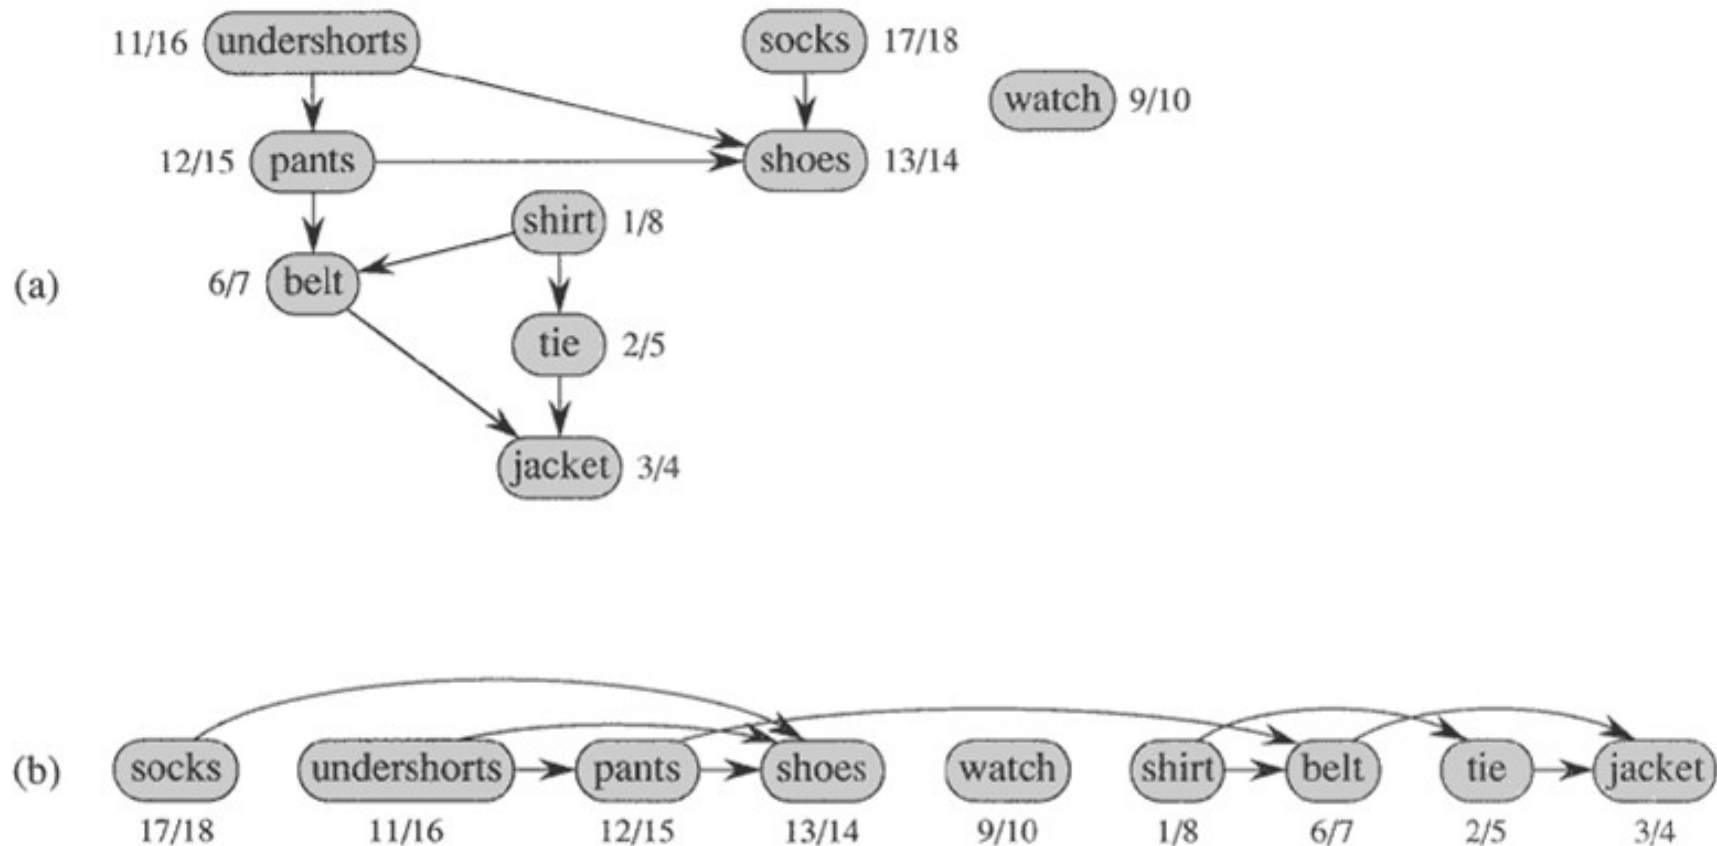 11/16 undershorts socks 17/18
watch 9/10
12/15 pants shoes 13/14
shirt 1/8
(a) 6/7 belt
tie 2/5
jacket 3/4
(b) socks undershorts pants shoes watch shirt belt tie jacket
17/18 11/16 12/15 13/14 9/10 1/8 6/7 2/5 3/4